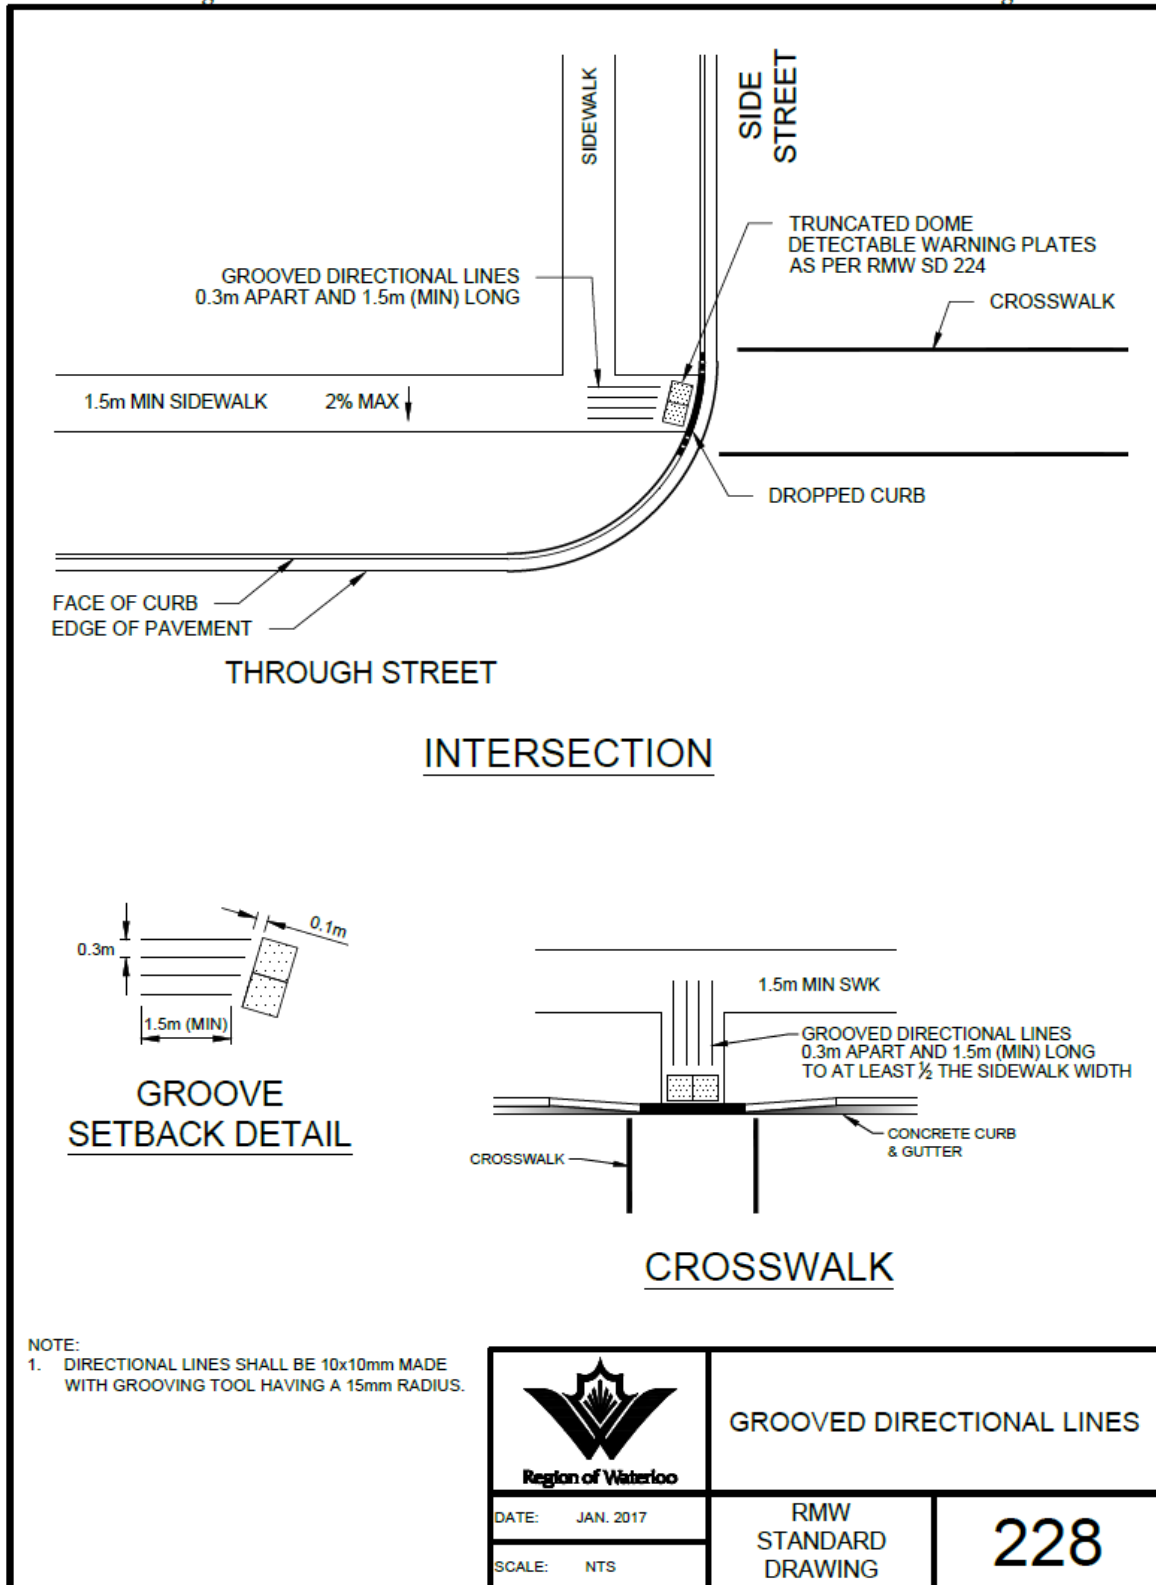 SIDEWALK
SIDE
STREET
TRUNCATED DOME
DETECTABLE WARNING PLATES
AS PER RMW SD 224
GROOVED DIRECTIONAL LINES
0.3m APART AND 1.5m (MIN) LONG
CROSSWALK
1.5m MIN SIDEWALK
2% MAX
DROPPED CURB
FACE OF CURB
EDGE OF PAVEMENT
THROUGH STREET
INTERSECTION
0.3m
0.1m
1.5m (MIN)
GROOVE
SETBACK DETAIL
1.5m MIN SWK
GROOVED DIRECTIONAL LINES
0.3m APART AND 1.5m (MIN) LONG
TO AT LEAST ½ THE SIDEWALK WIDTH
CONCRETE CURB
& GUTTER
CROSSWALK
CROSSWALK
NOTE:
1. DIRECTIONAL LINES SHALL BE 10x10mm MADE
WITH GROOVING TOOL HAVING A 15mm RADIUS.
Region of Waterloo
GROOVED DIRECTIONAL LINES
DATE: JAN. 2017
SCALE: NTS
RMW
STANDARD
DRAWING
228